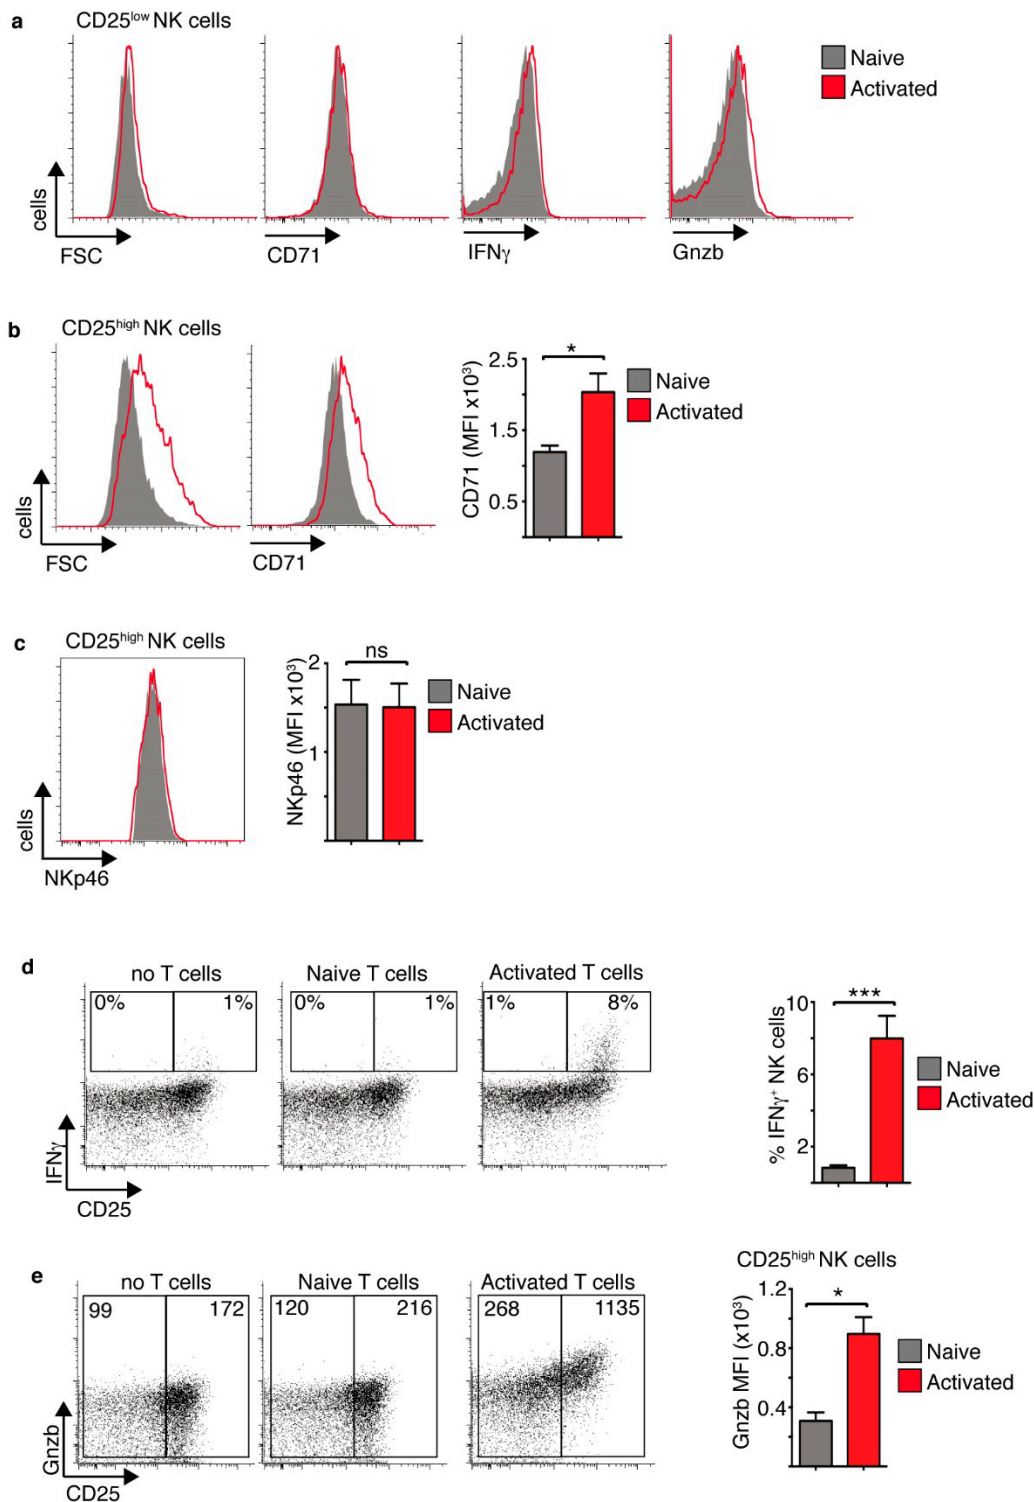 a
CD25low NK cells
Naive
Activated
cells
FSC
CD71
IFNγ
Gnzb
b
CD25high NK cells
cells
FSC
CD71
CD71 (MFI x10³)
2.5
1.5
0.5
*
Naive
Activated
c
CD25high NK cells
cells
NKp46
NKp46 (MFI x10³)
2
1
ns
Naive
Activated
d
no T cells
Naive T cells
Activated T cells
0% 1%
0% 1%
1% 8%
IFNγ
CD25
% IFNγ+ NK cells
10
8
6
4
2
***
Naive
Activated
e
no T cells
Naive T cells
Activated T cells
99 172
120 216
268 1135
Gnzb
CD25
CD25high NK cells
Gnzb MFI (x10³)
1.2
0.8
0.4
*
Naive
Activated